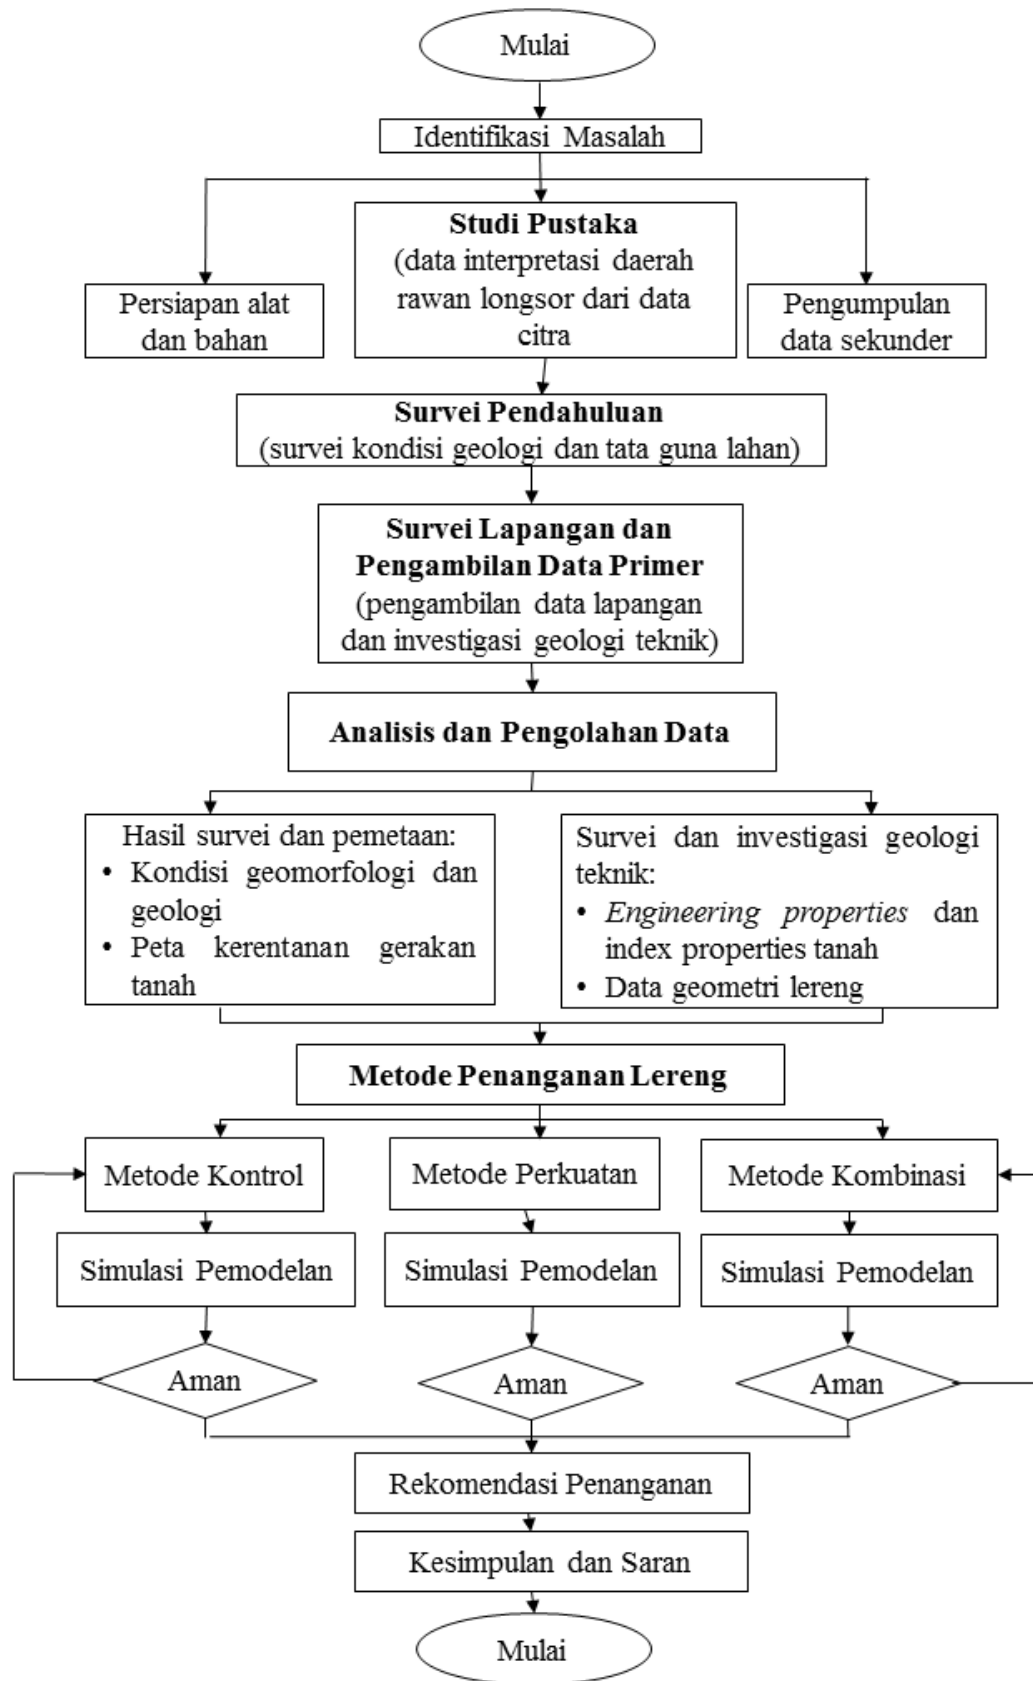 Mulai
Identifikasi Masalah
Studi Pustaka
(data interpretasi daerah
rawan longsor dari data
citra
Persiapan alat
dan bahan
Pengumpulan
data sekunder
Survei Pendahuluan
(survei kondisi geologi dan tata guna lahan)
Survei Lapangan dan
Pengambilan Data Primer
(pengambilan data lapangan
dan investigasi geologi teknik)
Analisis dan Pengolahan Data
Hasil survei dan pemetaan:
• Kondisi geomorfologi dan
geologi
• Peta kerentanan gerakan
tanah
Survei dan investigasi geologi
teknik:
• Engineering properties dan
index properties tanah
• Data geometri lereng
Metode Penanganan Lereng
Metode Kontrol
Metode Perkuatan
Metode Kombinasi
Simulasi Pemodelan
Simulasi Pemodelan
Simulasi Pemodelan
Aman
Aman
Aman
Rekomendasi Penanganan
Kesimpulan dan Saran
Mulai